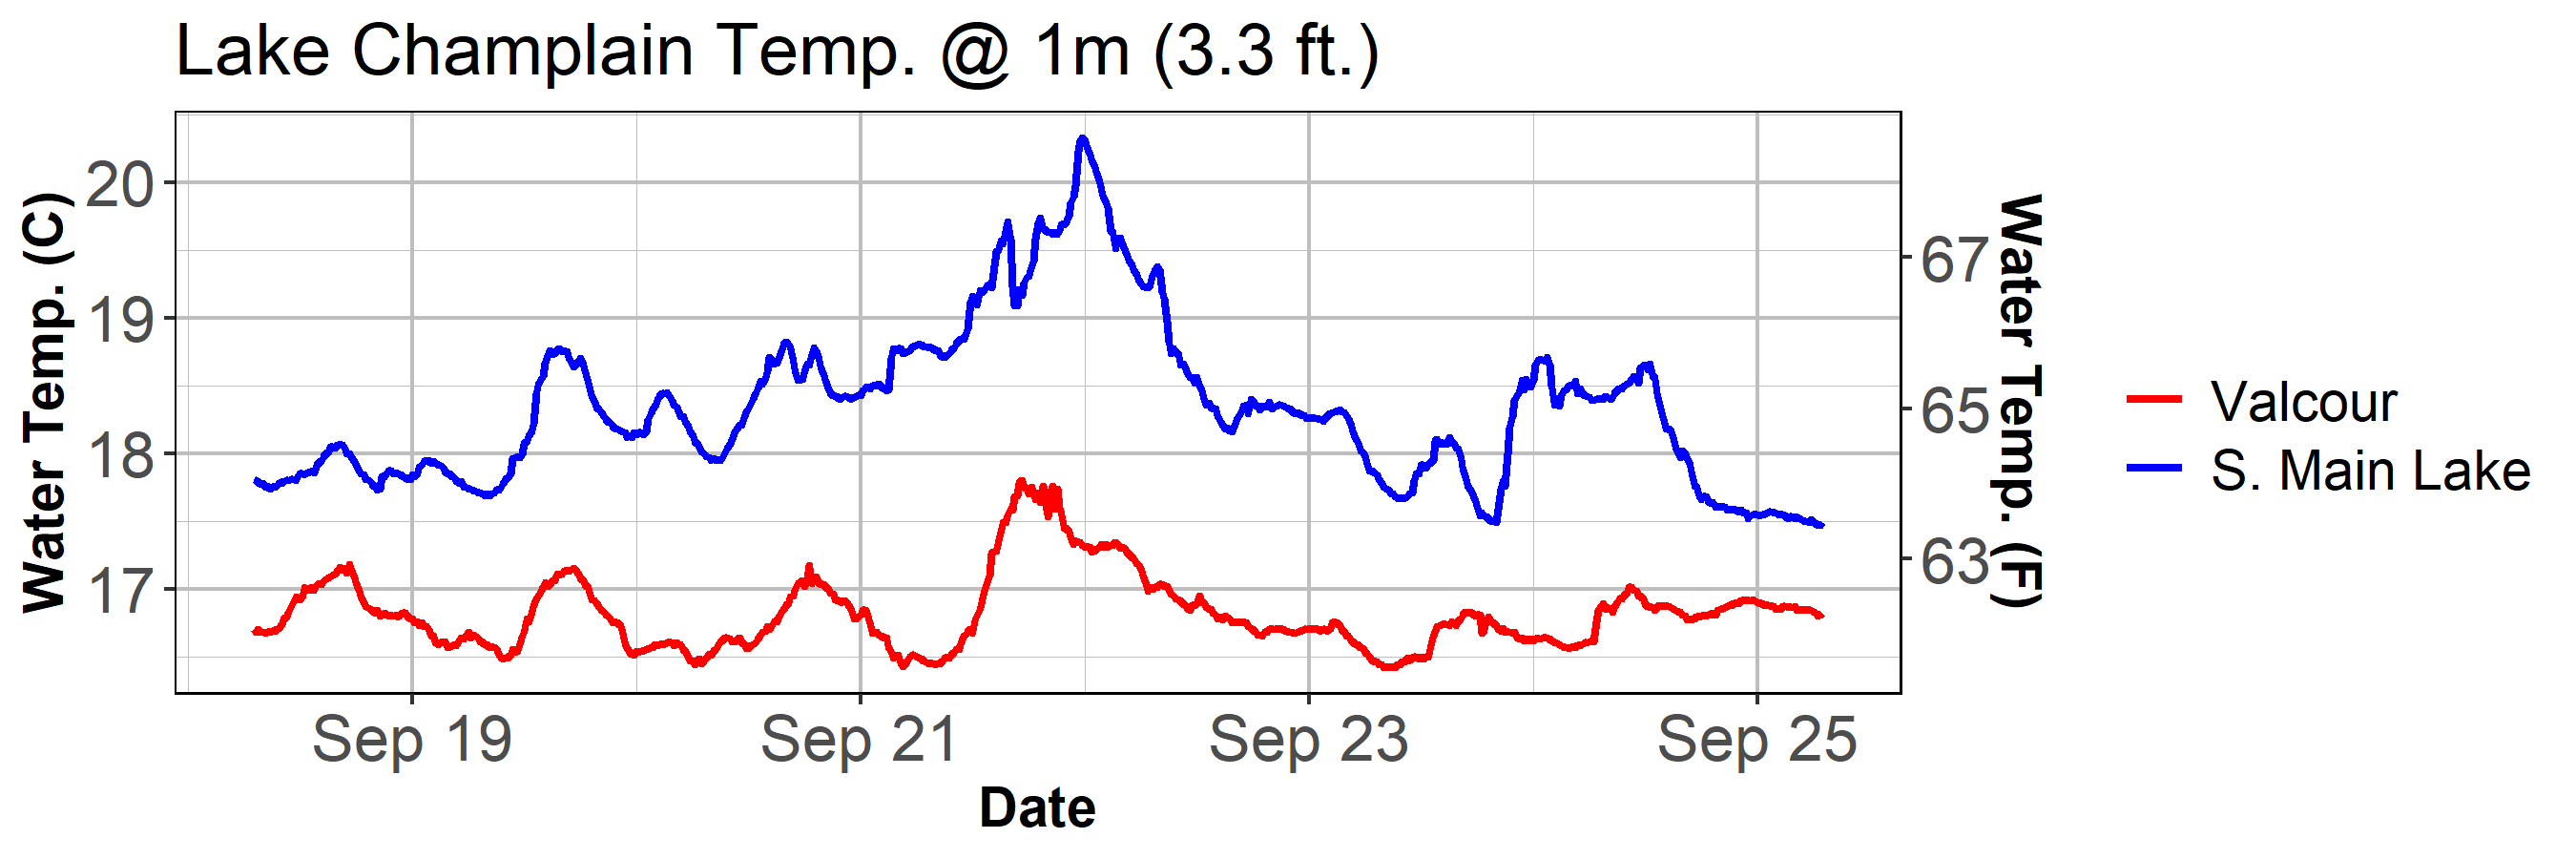 Lake Champlain Temp. @ 1m (3.3 ft.)
Water Temp. (C)
20
19
18
17
67
65
63
Water Temp. (F)
Sep 19
Sep 21
Sep 23
Sep 25
Date
Valcour
S. Main Lake